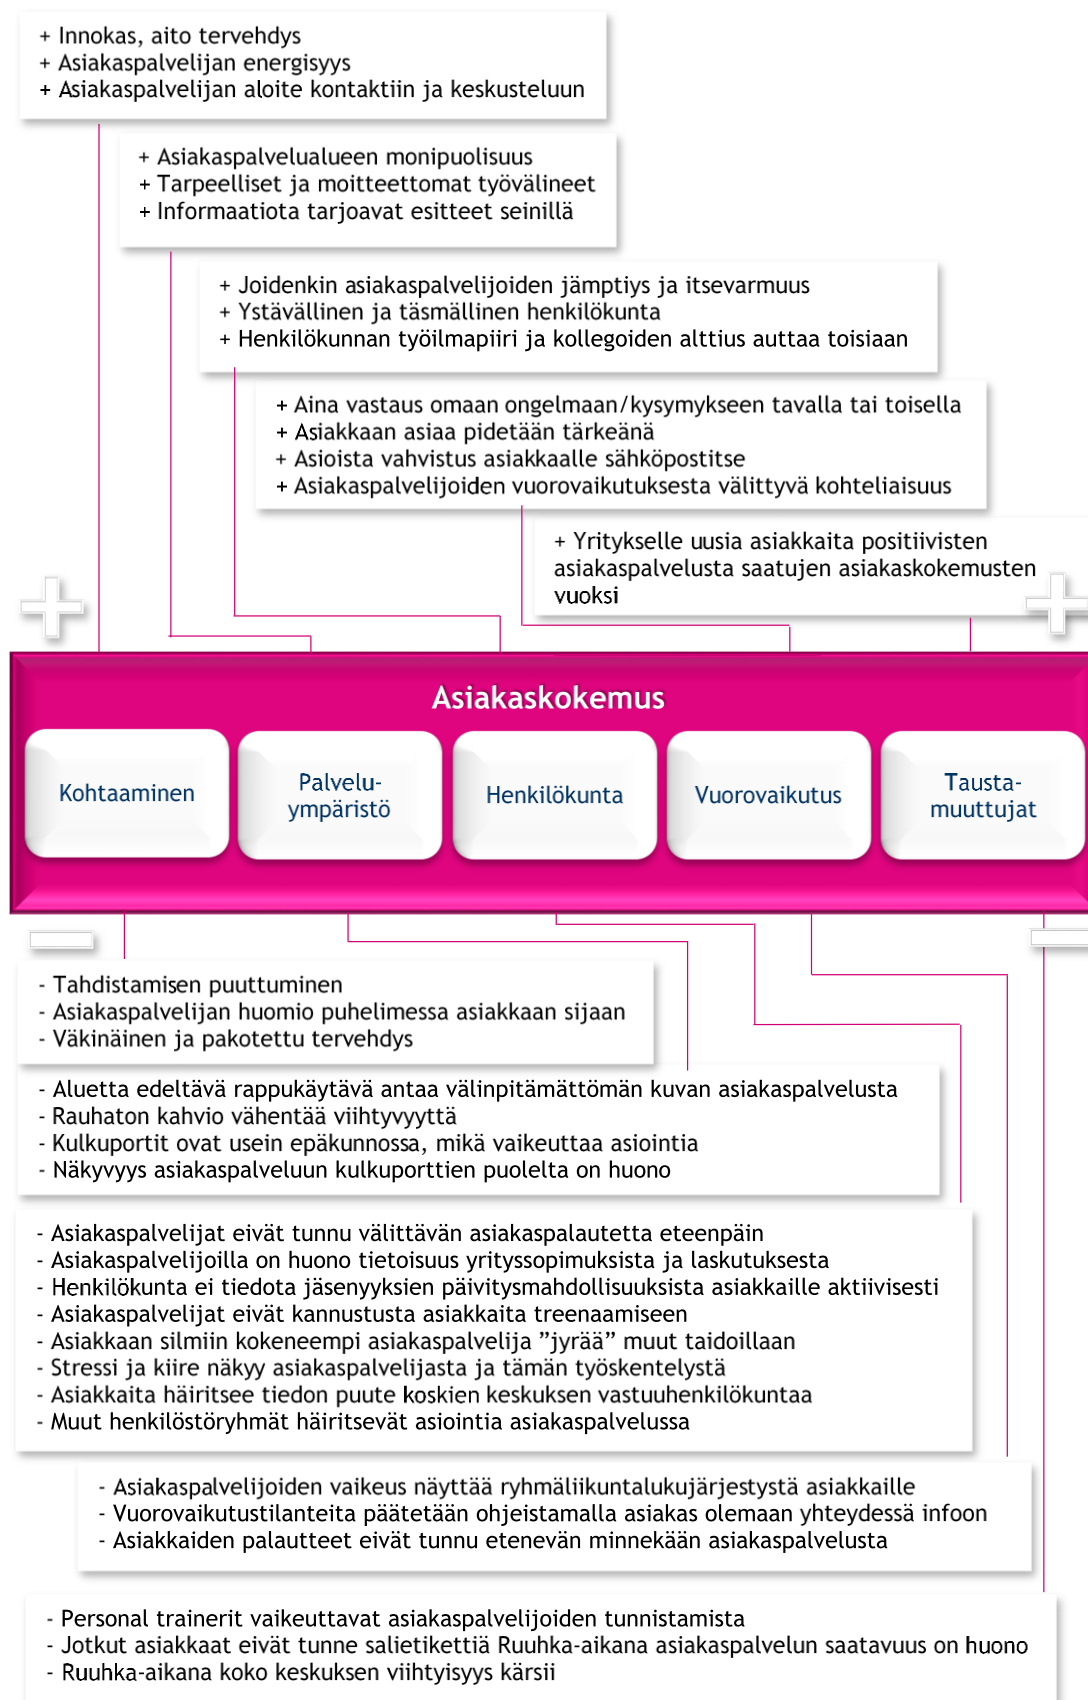 + Innokas, aito tervehdys
+ Asiakaspalvelijan energisyys
+ Asiakaspalvelijan aloite kontaktiin ja keskusteluun
+ Asiakaspalvelualueen monipuolisuus
+ Tarpeelliset ja moitteettomat työvälineet
+ Informaatiota tarjoavat esitteet seinillä
+ Joidenkin asiakaspalvelijoiden jämptiys ja itsevarmuus
+ Ystävällinen ja täsmällinen henkilökunta
+ Henkilökunnan työilmapiiri ja kollegoiden alttius auttaa toisiaan
+ Aina vastaus omaan ongelmaan/kysymykseen tavalla tai toisella
+ Asiakkaan asiaa pidetään tärkeänä
+ Asioista vahvistus asiakkaalle sähköpostitse
+ Asiakaspalvelijoiden vuorovaikutuksesta välittyvä kohteliaisuus
+ Yritykselle uusia asiakkaita positiivisten
asiakaspalvelusta saatujen asiakaskokemusten
vuoksi
Asiakaskokemus
Kohtaaminen
Palvelu-
ympäristö
Henkilökunta
Vuorovaikutus
Tausta-
muuttujat
- Tahdistamisen puuttuminen
- Asiakaspalvelijan huomio puhelimessa asiakkaan sijaan
- Väkinäinen ja pakotettu tervehdys
- Aluetta edeltävä rappukäytävä antaa välinpitämättömän kuvan asiakaspalvelusta
- Rauhaton kahvio vähentää viihtyvyyttä
- Kulkuportit ovat usein epäkunnossa, mikä vaikeuttaa asiointia
- Näkyvyys asiakaspalveluun kulkuporttien puolelta on huono
- Asiakaspalvelijat eivät tunnu välittävän asiakaspalautetta eteenpäin
- Asiakaspalvelijoilla on huono tietoisuus yrityssopimuksista ja laskutuksesta
- Henkilökunta ei tiedota jäsenyyksien päivitysmahdollisuuksista asiakkaille aktiivisesti
- Asiakaspalvelijat eivät kannustusta asiakkaita treenaamiseen
- Asiakkaan silmiin kokeneempi asiakaspalvelija ”jyrää” muut taidoillaan
- Stressi ja kiire näkyy asiakaspalvelijasta ja tämän työskentelystä
- Asiakkaita häiritsee tiedon puute koskien keskuksen vastuuhenkilökuntaa
- Muut henkilöstöryhmät häiritsevät asiointia asiakaspalvelussa
- Asiakaspalvelijoiden vaikeus näyttää ryhmäliikuntalukujärjestystä asiakkaille
- Vuorovaikutustilanteita päätetään ohjeistamalla asiakas olemaan yhteydessä infoon
- Asiakkaiden palautteet eivät tunnu etenevän minnekään asiakaspalvelusta
- Personal trainerit vaikeuttavat asiakaspalvelijoiden tunnistamista
- Jotkut asiakkaat eivät tunne salietikettiä Ruuhka-aikana asiakaspalvelun saatavuus on huono
- Ruuhka-aikana koko keskuksen viihtyisyys kärsii